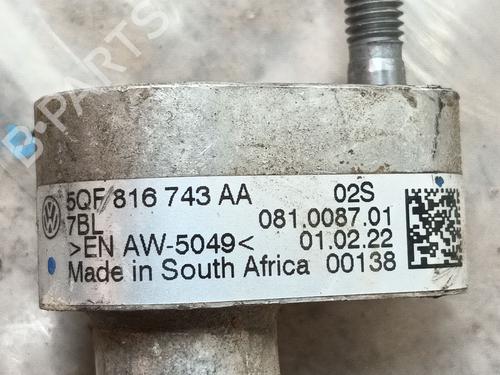 B-PARTS
5QF 816 743 AA 02S
7BL 081.0087.01
>EN AW-5049< 01.02.22
Made in South Africa 00138